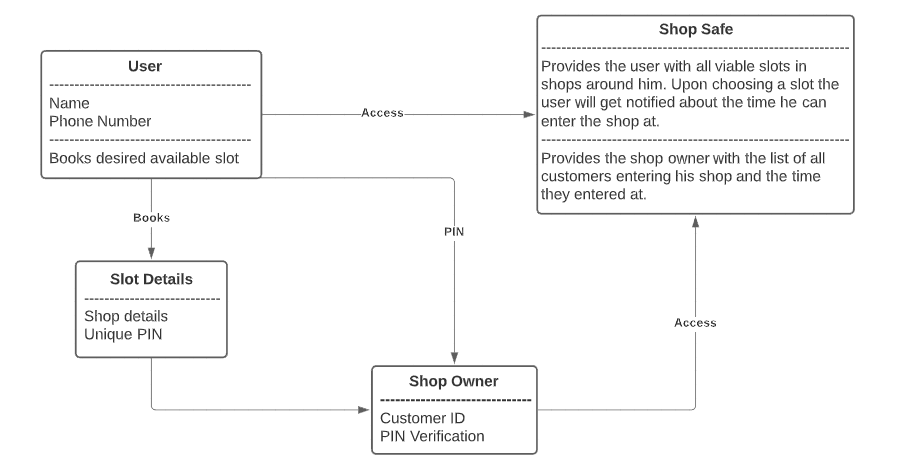 Shop Safe
Provides the user with all viable slots in
shops around him. Upon choosing a slot the
user will get notified about the time he can
enter the shop at.
Provides the shop owner with the list of all
customers entering his shop and the time
they entered at.
User
Name
Phone Number
Books desired available slot
Access
Books
PIN
Slot Details
Shop details
Unique PIN
Access
Shop Owner
Customer ID
PIN Verification